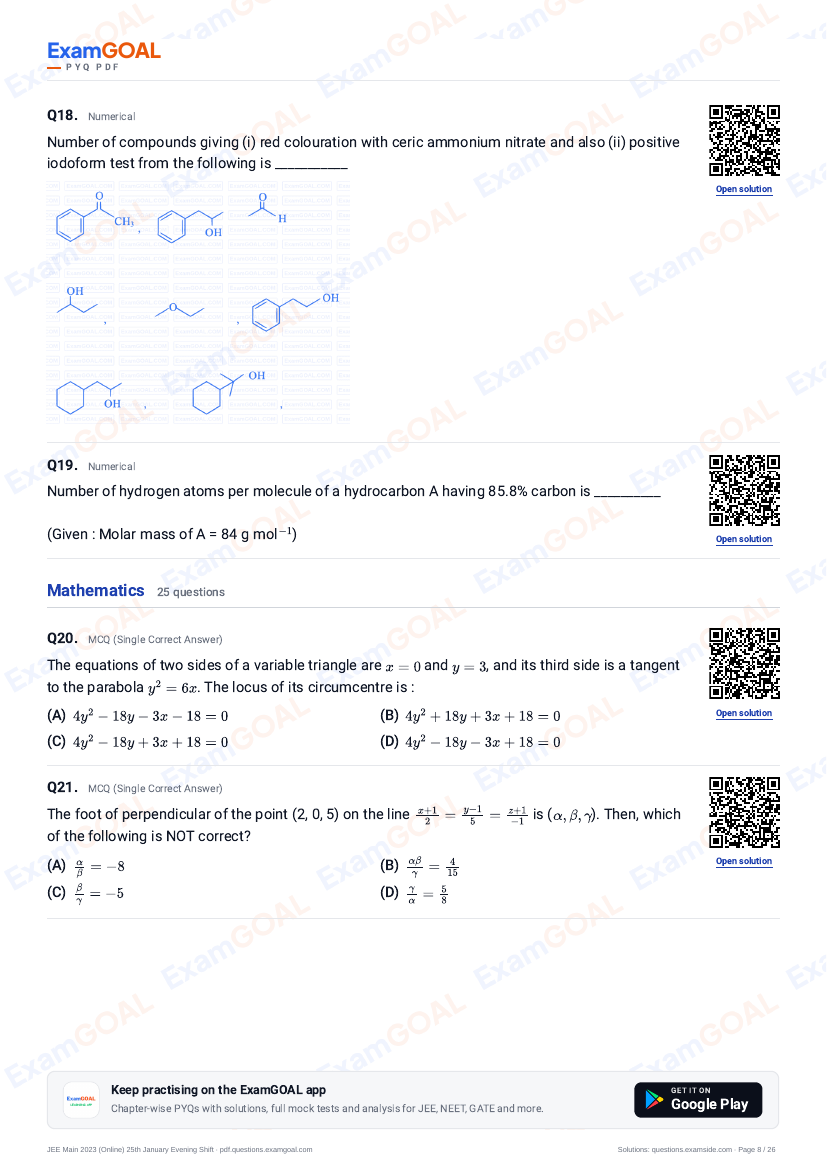 ExamGOAL
PYQ PDF
Q18. Numerical
Number of compounds giving (i) red colouration with ceric ammonium nitrate and also (ii) positive
iodoform test from the following is ___________
Open solution
O
CH₃ ,
OH
O
H
OH
,
O
,
OH
OH
,
OH
,
Q19. Numerical
Number of hydrogen atoms per molecule of a hydrocarbon A having 85.8% carbon is __________
(Given : Molar mass of A = 84 g mol⁻¹)
Open solution
Mathematics 25 questions
Q20. MCQ (Single Correct Answer)
The equations of two sides of a variable triangle are x = 0 and y = 3, and its third side is a tangent
to the parabola y² = 6x. The locus of its circumcentre is :
Open solution
(A) 4y² − 18y − 3x − 18 = 0 (B) 4y² + 18y + 3x + 18 = 0
(C) 4y² − 18y + 3x + 18 = 0 (D) 4y² − 18y − 3x + 18 = 0
Q21. MCQ (Single Correct Answer)
The foot of perpendicular of the point (2, 0, 5) on the line (x+1)/2 = (y−1)/5 = (z+1)/−1 is (α, β, γ). Then, which
of the following is NOT correct?
Open solution
(A) α/β = −8 (B) αβ/γ = 4/15
(C) β/γ = −5 (D) γ/α = 5/8
ExamGOAL
Keep practising on the ExamGOAL app
Chapter-wise PYQs with solutions, full mock tests and analysis for JEE, NEET, GATE and more.
GET IT ON
Google Play
JEE Main 2023 (Online) 25th January Evening Shift · pdf.questions.examgoal.com Solutions: questions.examside.com · Page 8 / 26